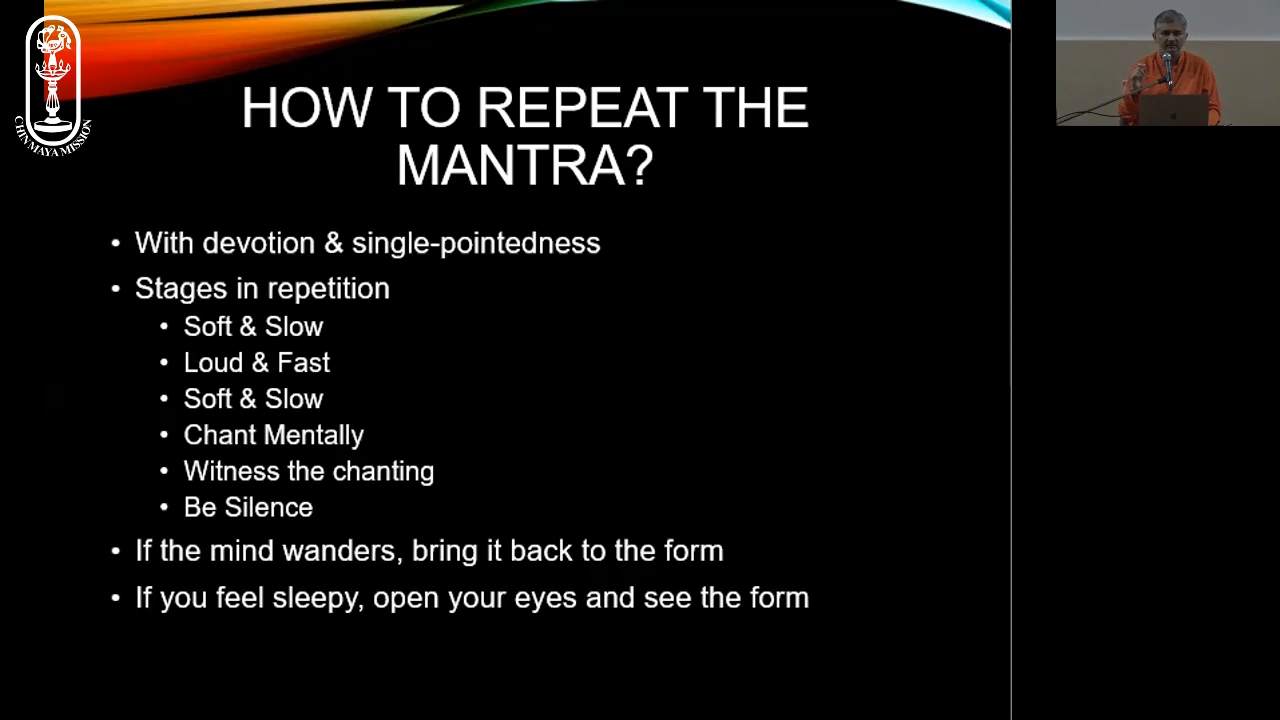 CHINMAYA MISSION
HOW TO REPEAT THE
MANTRA?
• With devotion & single-pointedness
• Stages in repetition
• Soft & Slow
• Loud & Fast
• Soft & Slow
• Chant Mentally
• Witness the chanting
• Be Silence
• If the mind wanders, bring it back to the form
• If you feel sleepy, open your eyes and see the form